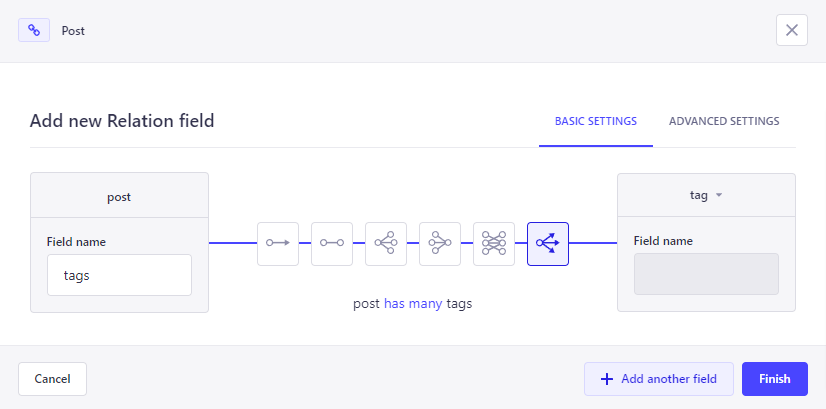 Post
Add new Relation field
BASIC SETTINGS
ADVANCED SETTINGS
post
Field name
tags
tag
Field name
post has many tags
Cancel
Add another field
Finish